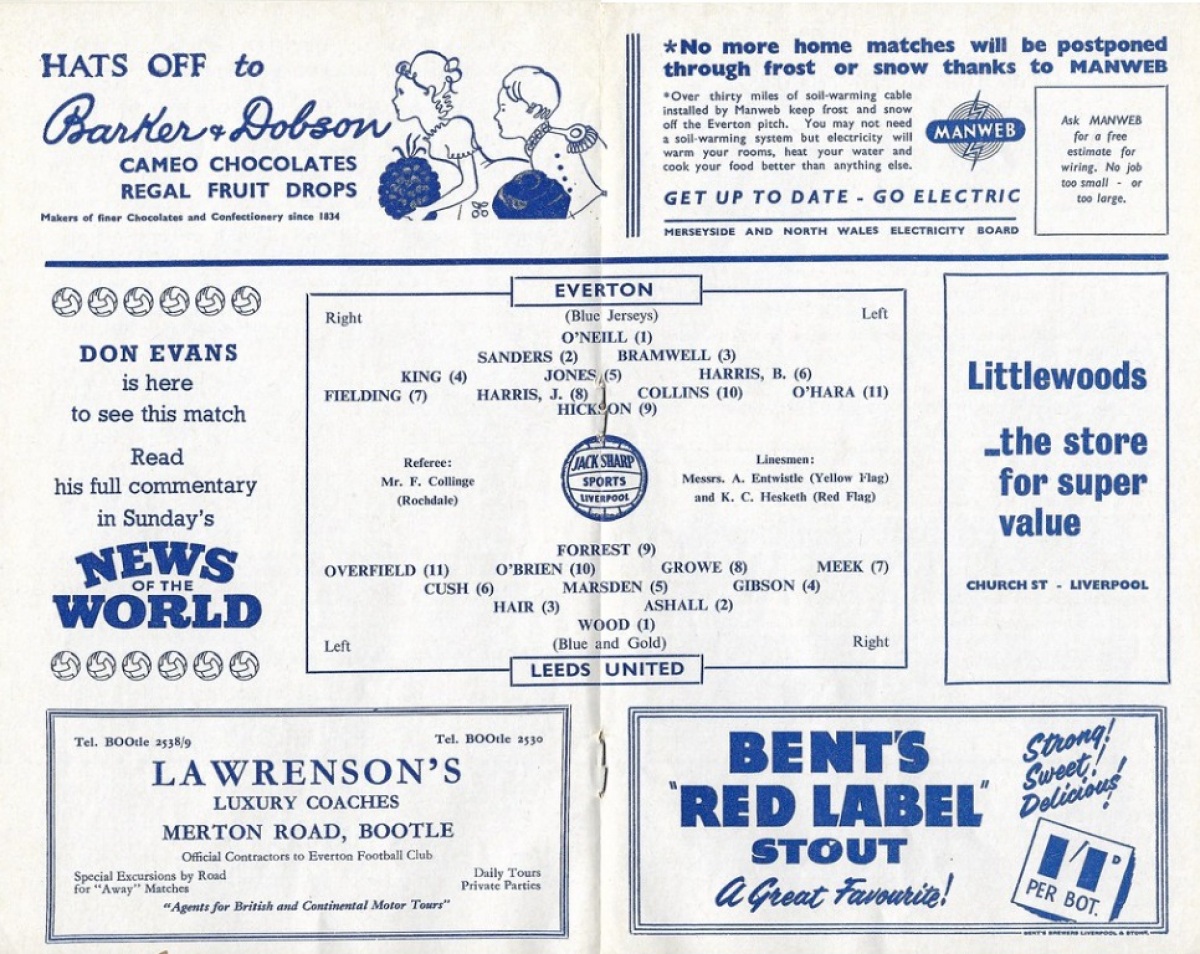 HATS OFF to
Barker & Dobson
CAMEO CHOCOLATES
REGAL FRUIT DROPS
Makers of finer Chocolates and Confectionery since 1834
*No more home matches will be postponed
through frost or snow thanks to MANWEB
*Over thirty miles of soil-warming cable
installed by Manweb keep frost and snow
off the Everton pitch. You may not need
a soil-warming system but electricity will
warm your rooms, heat your water and
cook your food better than anything else.
MANWEB
GET UP TO DATE - GO ELECTRIC
MERSEYSIDE AND NORTH WALES ELECTRICITY BOARD
Ask MANWEB
for a free
estimate for
wiring. No job
too small - or
too large.
DON EVANS
is here
to see this match
Read
his full commentary
in Sunday's
NEWS
OF THE
WORLD
EVERTON
Right (Blue Jerseys) Left
O'NEILL (1)
SANDERS (2) BRAMWELL (3)
KING (4) JONES (5) HARRIS, B. (6)
FIELDING (7) HARRIS, J. (8) COLLINS (10) O'HARA (11)
HICKSON (9)
Referee:
Mr. F. Collinge
(Rochdale)
JACK SHARP
SPORTS
LIVERPOOL
Linesmen:
Messrs. A. Entwistle (Yellow Flag)
and K. C. Hesketh (Red Flag)
FORREST (9)
OVERFIELD (11) O'BRIEN (10) GROWE (8) MEEK (7)
CUSH (6) MARSDEN (5) GIBSON (4)
HAIR (3) ASHALL (2)
WOOD (1)
Left (Blue and Gold) Right
LEEDS UNITED
Littlewoods
...the store
for super
value
CHURCH ST - LIVERPOOL
Tel. BOOtle 2538/9 Tel. BOOtle 2530
LAWRENSON'S
LUXURY COACHES
MERTON ROAD, BOOTLE
Official Contractors to Everton Football Club
Special Excursions by Road
for "Away" Matches
Daily Tours
Private Parties
"Agents for British and Continental Motor Tours"
BENT'S
"RED LABEL"
STOUT
A Great Favourite!
Strong!
Sweet!
Delicious!
1/1D
PER BOT.
BENT'S BREWERY LIVERPOOL & STONE.